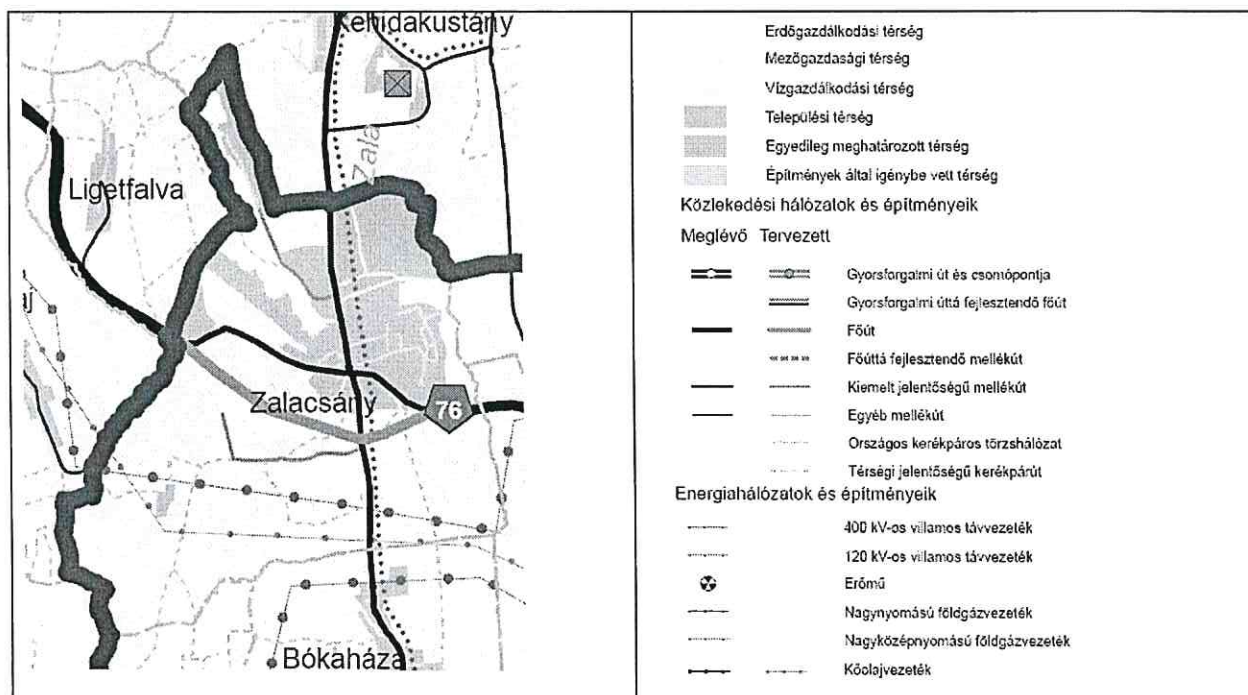 Kehidakustány
Zala
Ligetfalva
aj
Zalacsány
76
Bókaháza
Erdőgazdálkodási térség
Mezőgazdasági térség
Vízgazdálkodási térség
Települési térség
Egyedileg meghatározott térség
Építmények által igénybe vett térség
Közlekedési hálózatok és építményeik
Meglévő Tervezett
Gyorsforgalmi út és csomópontja
Gyorsforgalmi úttá fejlesztendő főút
Főút
Főúttá fejlesztendő mellékút
Kiemelt jelentőségű mellékút
Egyéb mellékút
Országos kerékpáros törzshálózat
Térségi jelentőségű kerékpárút
Energiahálózatok és építményeik
400 kV-os villamos távvezeték
120 kV-os villamos távvezeték
Erőmű
Nagynyomású földgázvezeték
Nagyközépnyomású földgázvezeték
Kőolajvezeték